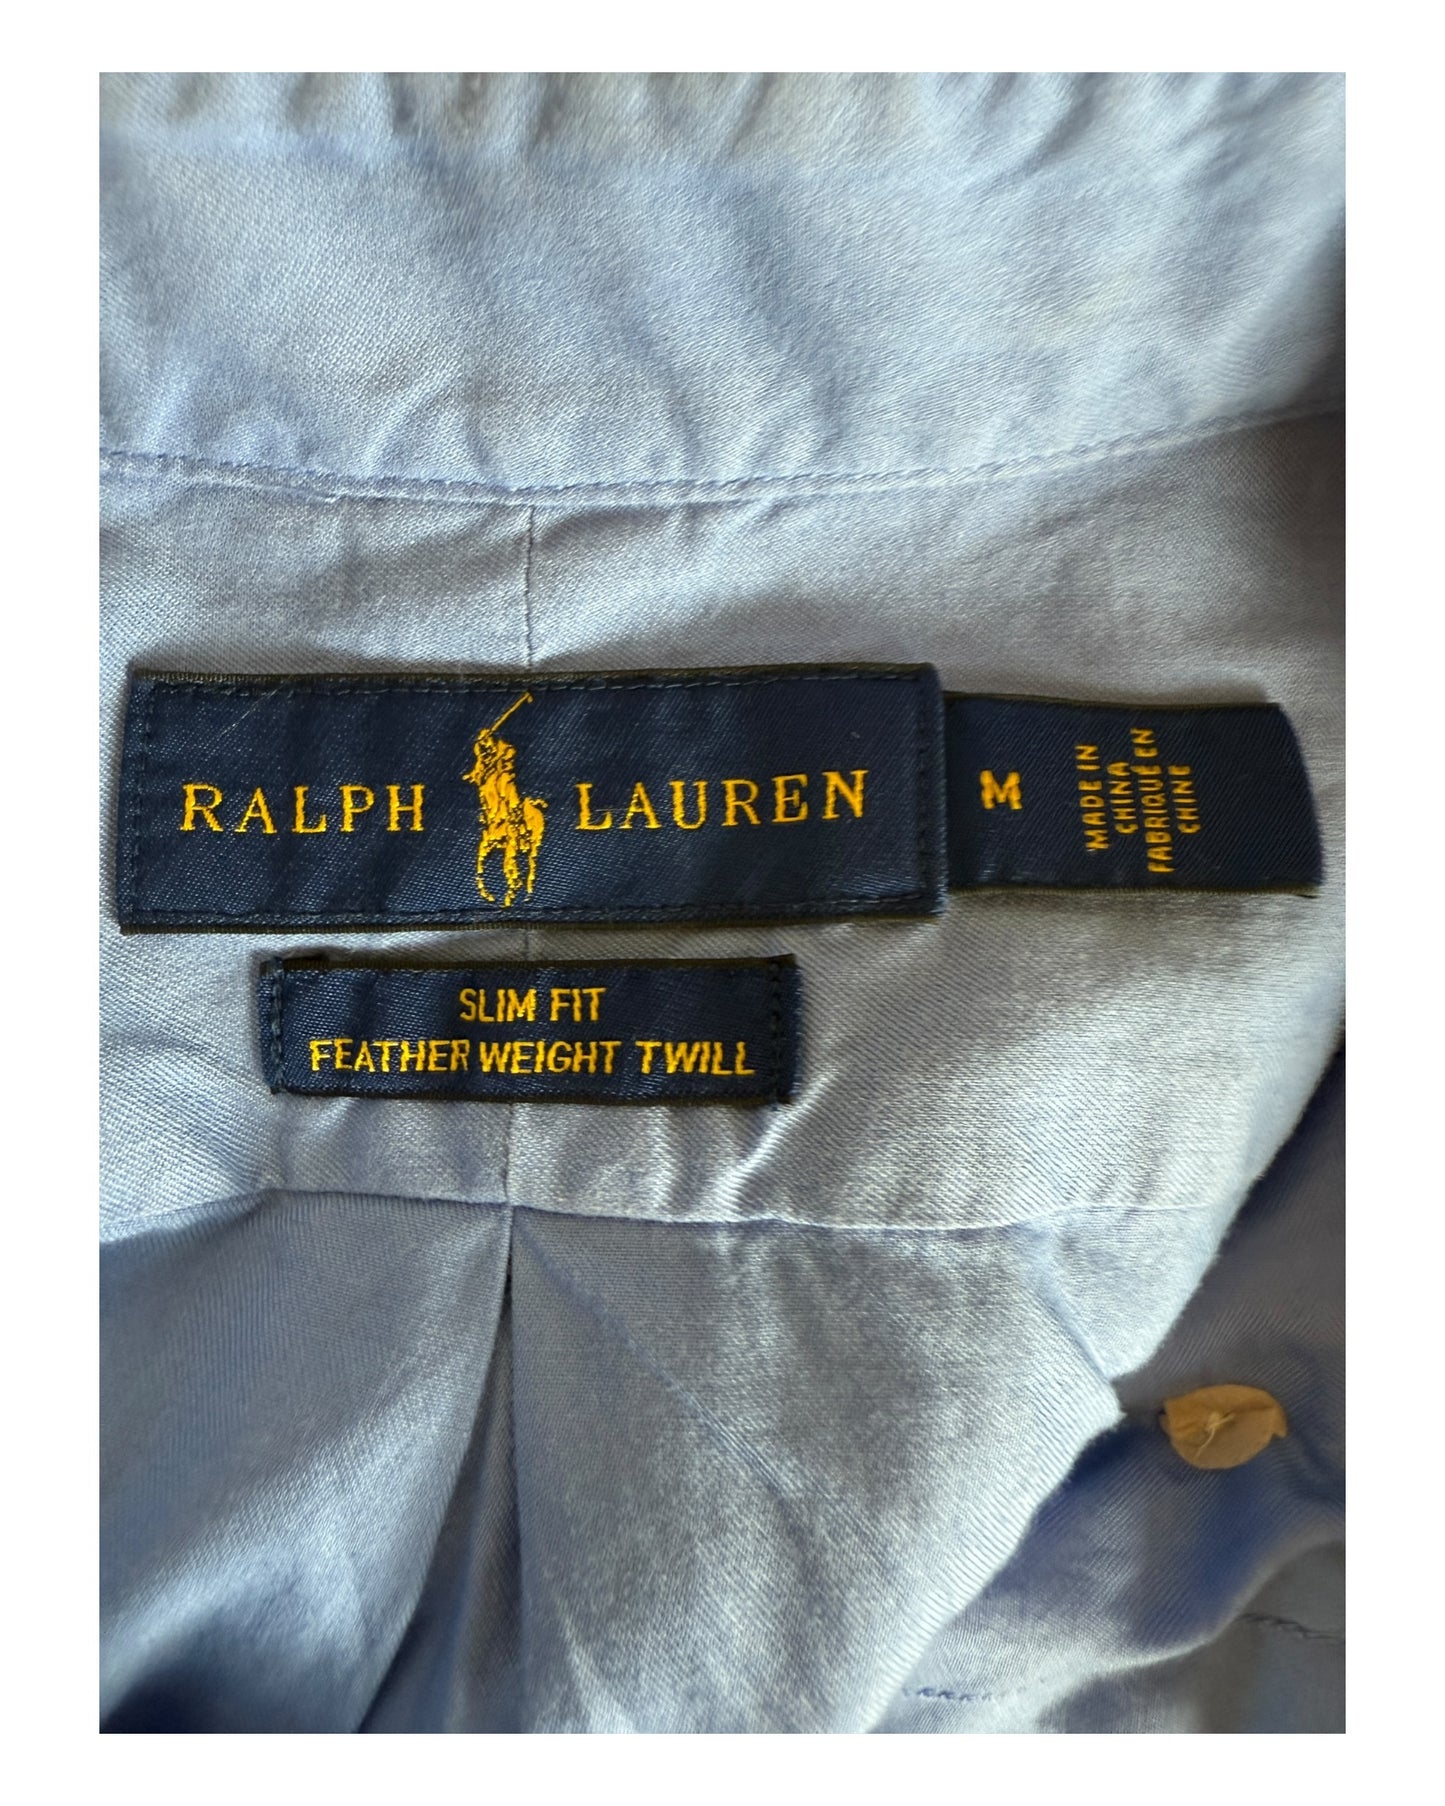 RALPH LAUREN
M
MADE IN
CHINA
FABRIQUÉ EN
CHINE
SLIM FIT
FEATHER WEIGHT TWILL